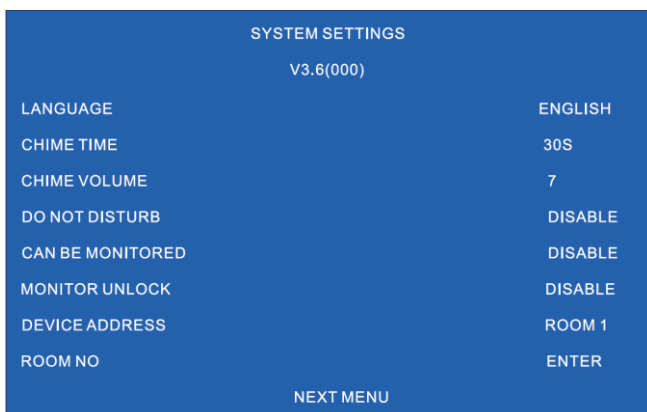 SYSTEM SETTINGS
V3.6(000)
LANGUAGE ENGLISH
CHIME TIME 30S
CHIME VOLUME 7
DO NOT DISTURB DISABLE
CAN BE MONITORED DISABLE
MONITOR UNLOCK DISABLE
DEVICE ADDRESS ROOM 1
ROOM NO ENTER
NEXT MENU